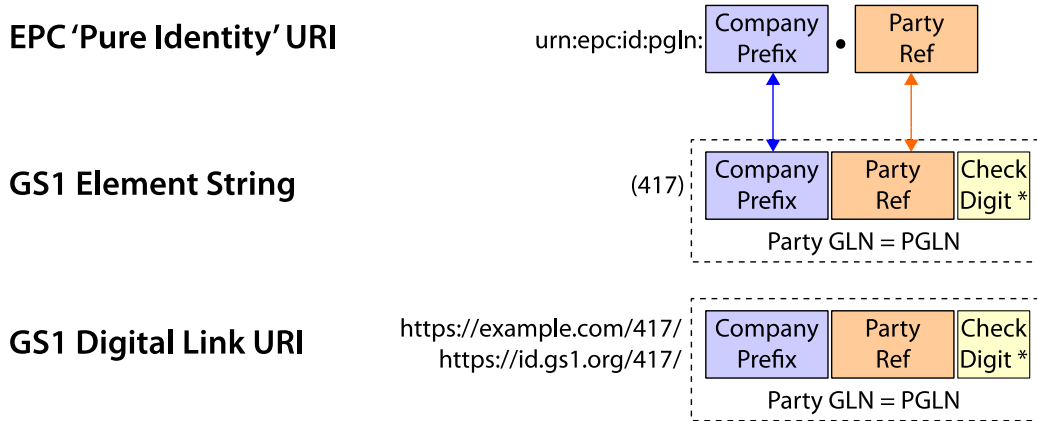 EPC ‘Pure Identity’ URI
urn:epc:id:pgln:
Company
Prefix
•
Party
Ref
GS1 Element String
(417)
Company
Prefix
Party
Ref
Check
Digit *
Party GLN = PGLN
GS1 Digital Link URI
https://example.com/417/
https://id.gs1.org/417/
Company
Prefix
Party
Ref
Check
Digit *
Party GLN = PGLN